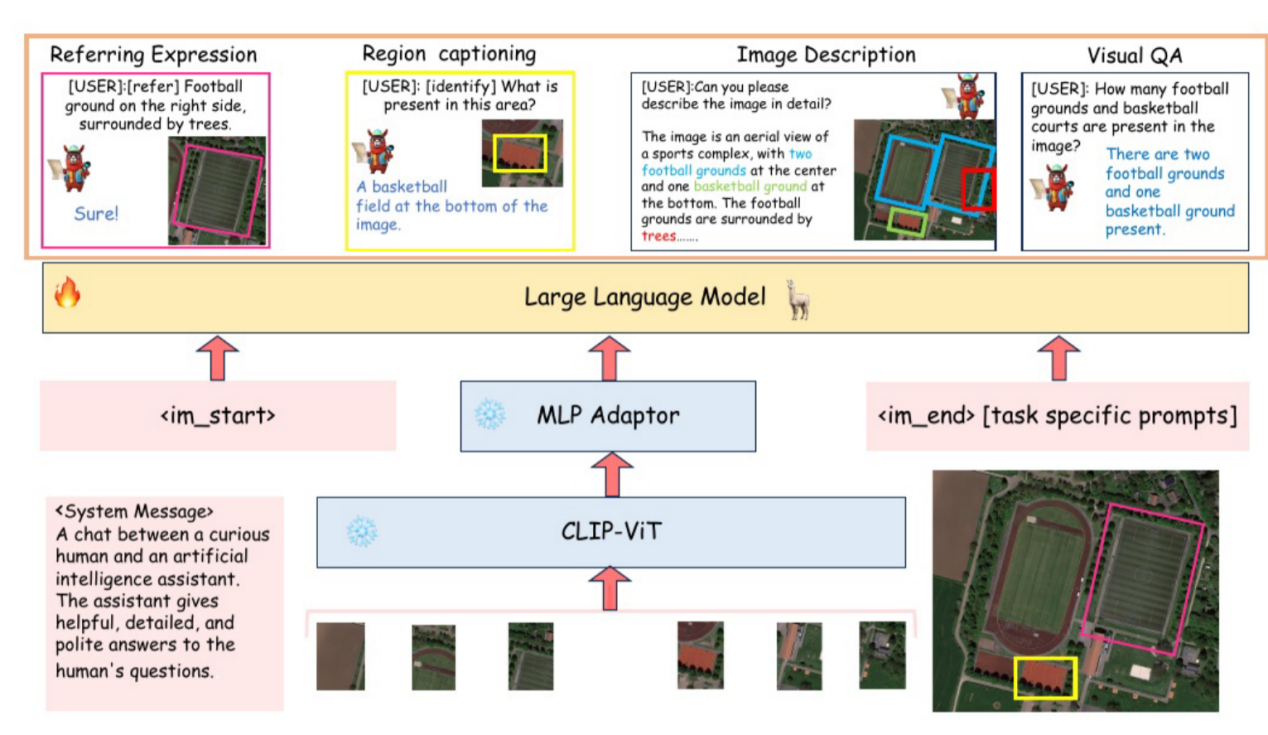 Referring Expression
[USER]:[refer] Football
ground on the right side,
surrounded by trees.
Sure!
Region captioning
[USER]: [identify] What is
present in this area?
A basketball
field at the bottom of the
image.
Image Description
[USER]:Can you please
describe the image in detail?
The image is an aerial view of
a sports complex, with two
football grounds at the center
and one basketball ground at
the bottom. The football
grounds are surrounded by
trees.......
Visual QA
[USER]: How many football
grounds and basketball
courts are present in the
image?
There are two
football grounds
and one
basketball ground
present.
Large Language Model
<im_start>
MLP Adaptor
<im_end> [task specific prompts]
<System Message>
A chat between a curious
human and an artificial
intelligence assistant.
The assistant gives
helpful, detailed, and
polite answers to the
human's questions.
CLIP-ViT